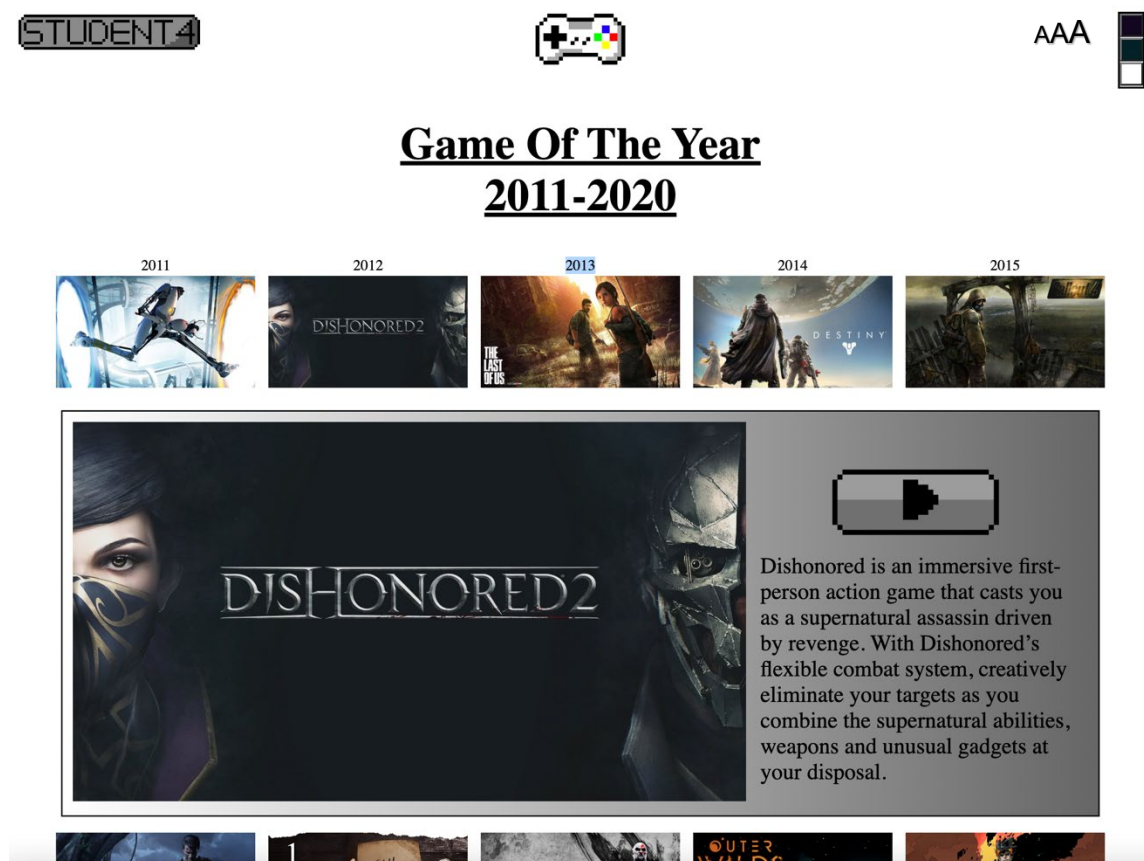 STUDENT4
AAA
Game Of The Year
2011-2020
2011
2012
2013
2014
2015
DISHONORED2
THE
LAST
OF US
DESTINY
DISHONORED2
Dishonored is an immersive first-
person action game that casts you
as a supernatural assassin driven
by revenge. With Dishonored’s
flexible combat system, creatively
eliminate your targets as you
combine the supernatural abilities,
weapons and unusual gadgets at
your disposal.
OUTER
WILDS